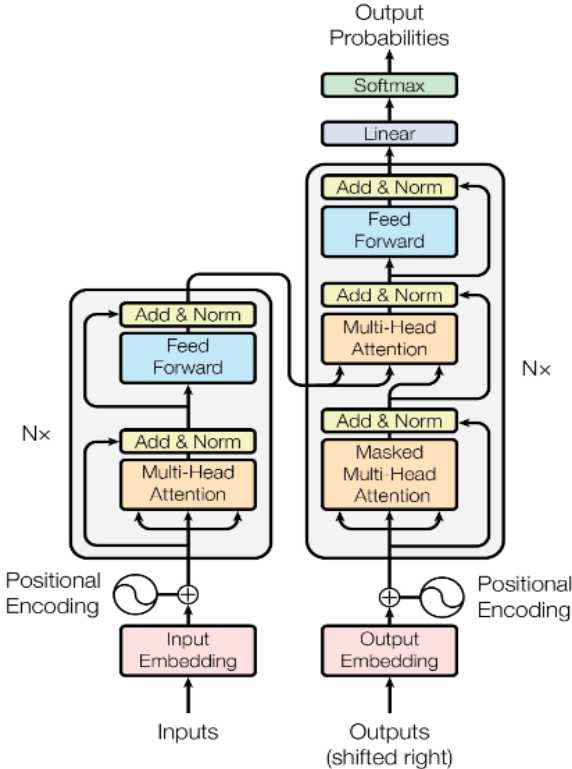 Output
Probabilities
Softmax
Linear
Add & Norm
Feed
Forward
Add & Norm
Multi-Head
Attention
Add & Norm
Masked
Multi-Head
Attention
N×
Add & Norm
Feed
Forward
Add & Norm
Multi-Head
Attention
N×
Positional
Encoding
Positional
Encoding
Input
Embedding
Output
Embedding
Inputs
Outputs
(shifted right)